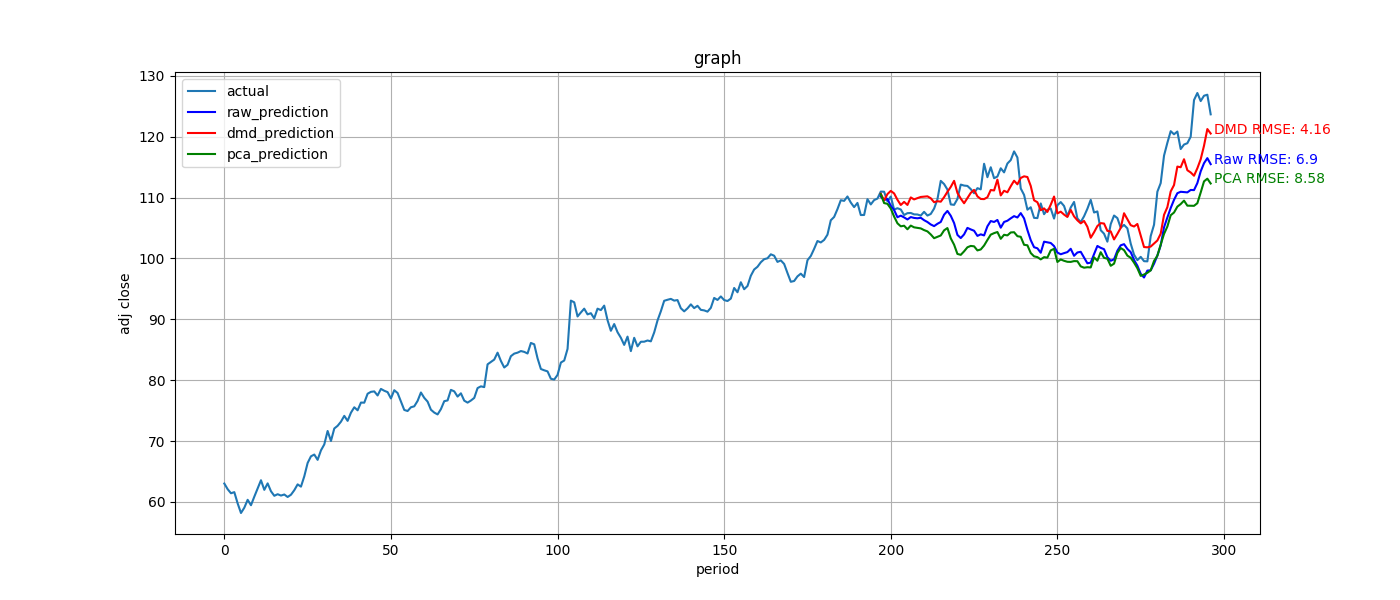 graph
130
120
110
100
90
80
70
60
adj close
actual
raw_prediction
dmd_prediction
pca_prediction
DMD RMSE: 4.16
Raw RMSE: 6.9
PCA RMSE: 8.58
0 50 100 150 200 250 300
period